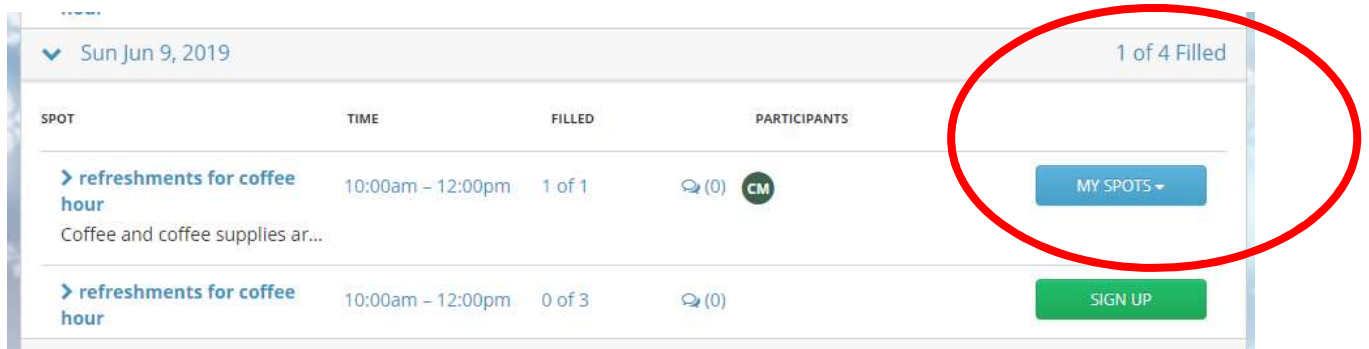 hour
Sun Jun 9, 2019 1 of 4 Filled
SPOT TIME FILLED PARTICIPANTS
refreshments for coffee 10:00am – 12:00pm 1 of 1 (0) CM MY SPOTS
hour
Coffee and coffee supplies ar...
refreshments for coffee 10:00am – 12:00pm 0 of 3 (0) SIGN UP
hour